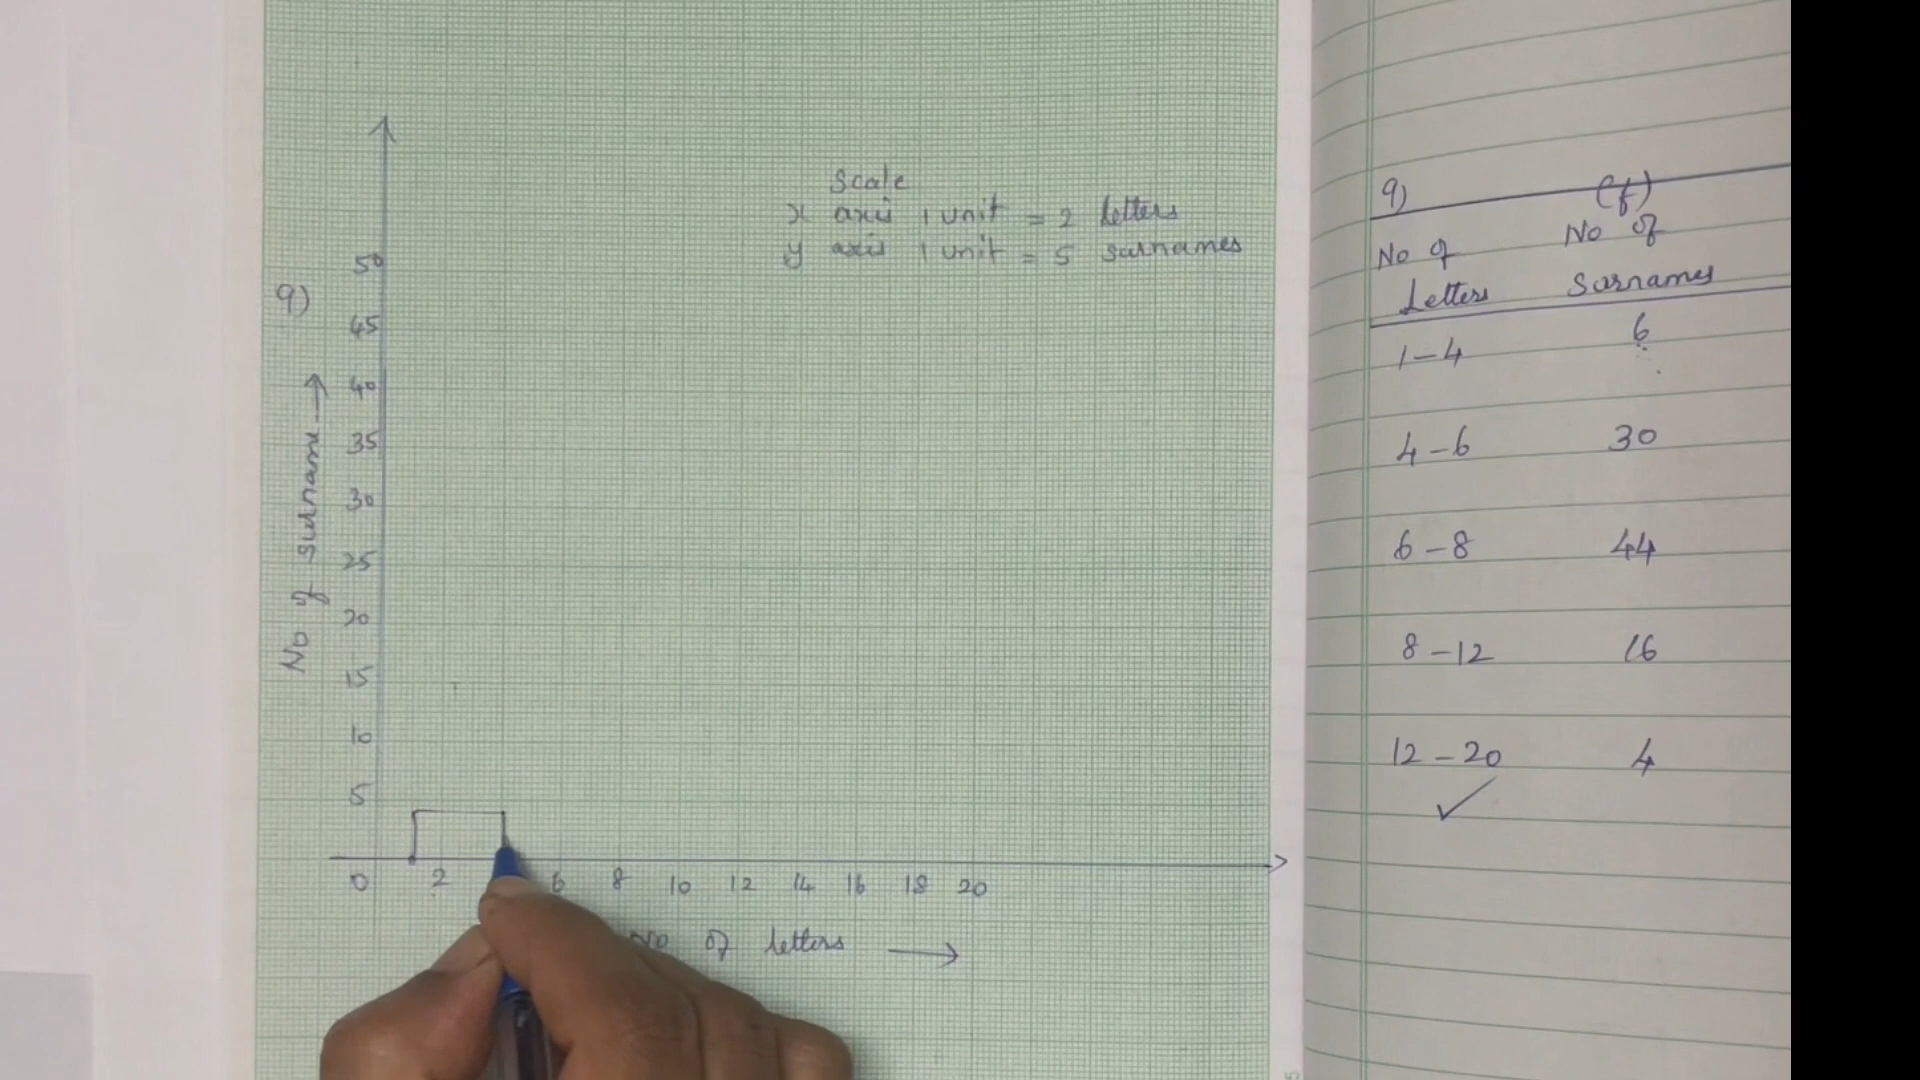 Scale
x axis 1 unit = 2 letters
y axis 1 unit = 5 surnames
9)
No of surname →
50
45
40
35
30
25
20
15
10
5
0 2 6 8 10 12 14 16 18 20
No of letters →
9) (f)
No of No of
Letters Surnames
1-4 6
4-6 30
6-8 44
8-12 16
12-20 4